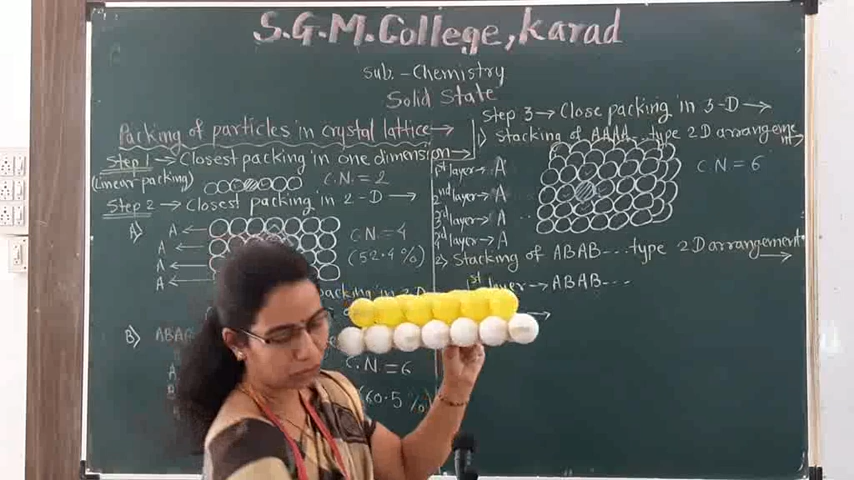 S.G.M.College, Karad
Sub. - Chemistry
Solid State
Packing of particles in crystal lattice →
Step 1 → Closest packing in one dimension →
(Linear packing) C.N. = 2
Step 2 → Closest packing in 2-D →
A) A ← C.N. = 4
A ← (52.4 %)
A ←
A ←
packing in 2-D
B) ABAB
A C.N. = 6
(60.5 %)
Step 3 → Close packing in 3-D →
1) Stacking of AAAA... type 2D arrangement →
1st layer → A C.N. = 6
2nd layer → A
3rd layer → A
layer → A
2) Stacking of ABAB... type 2D arrangement →
1st layer → ABAB...